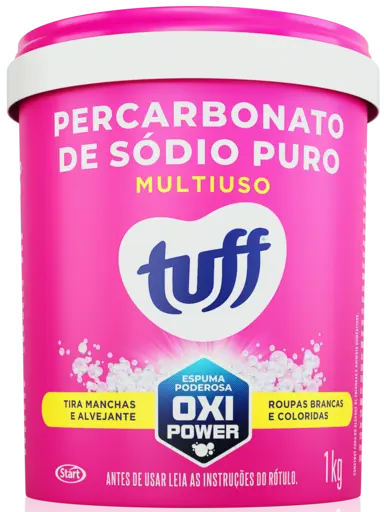 PERCARBONATO
DE SÓDIO PURO
MULTIUSO
tuff
ESPUMA
PODEROSA
OXI
POWER
TIRA MANCHAS
E ALVEJANTE
ROUPAS BRANCAS
E COLORIDAS
Start
ANTES DE USAR LEIA AS INSTRUÇÕES DO RÓTULO.
1kg